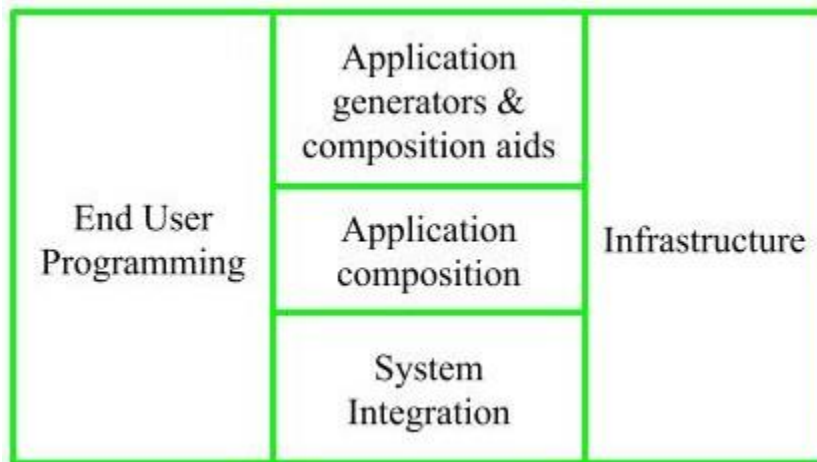 End User
Programming
Application
generators &
composition aids
Application
composition
System
Integration
Infrastructure